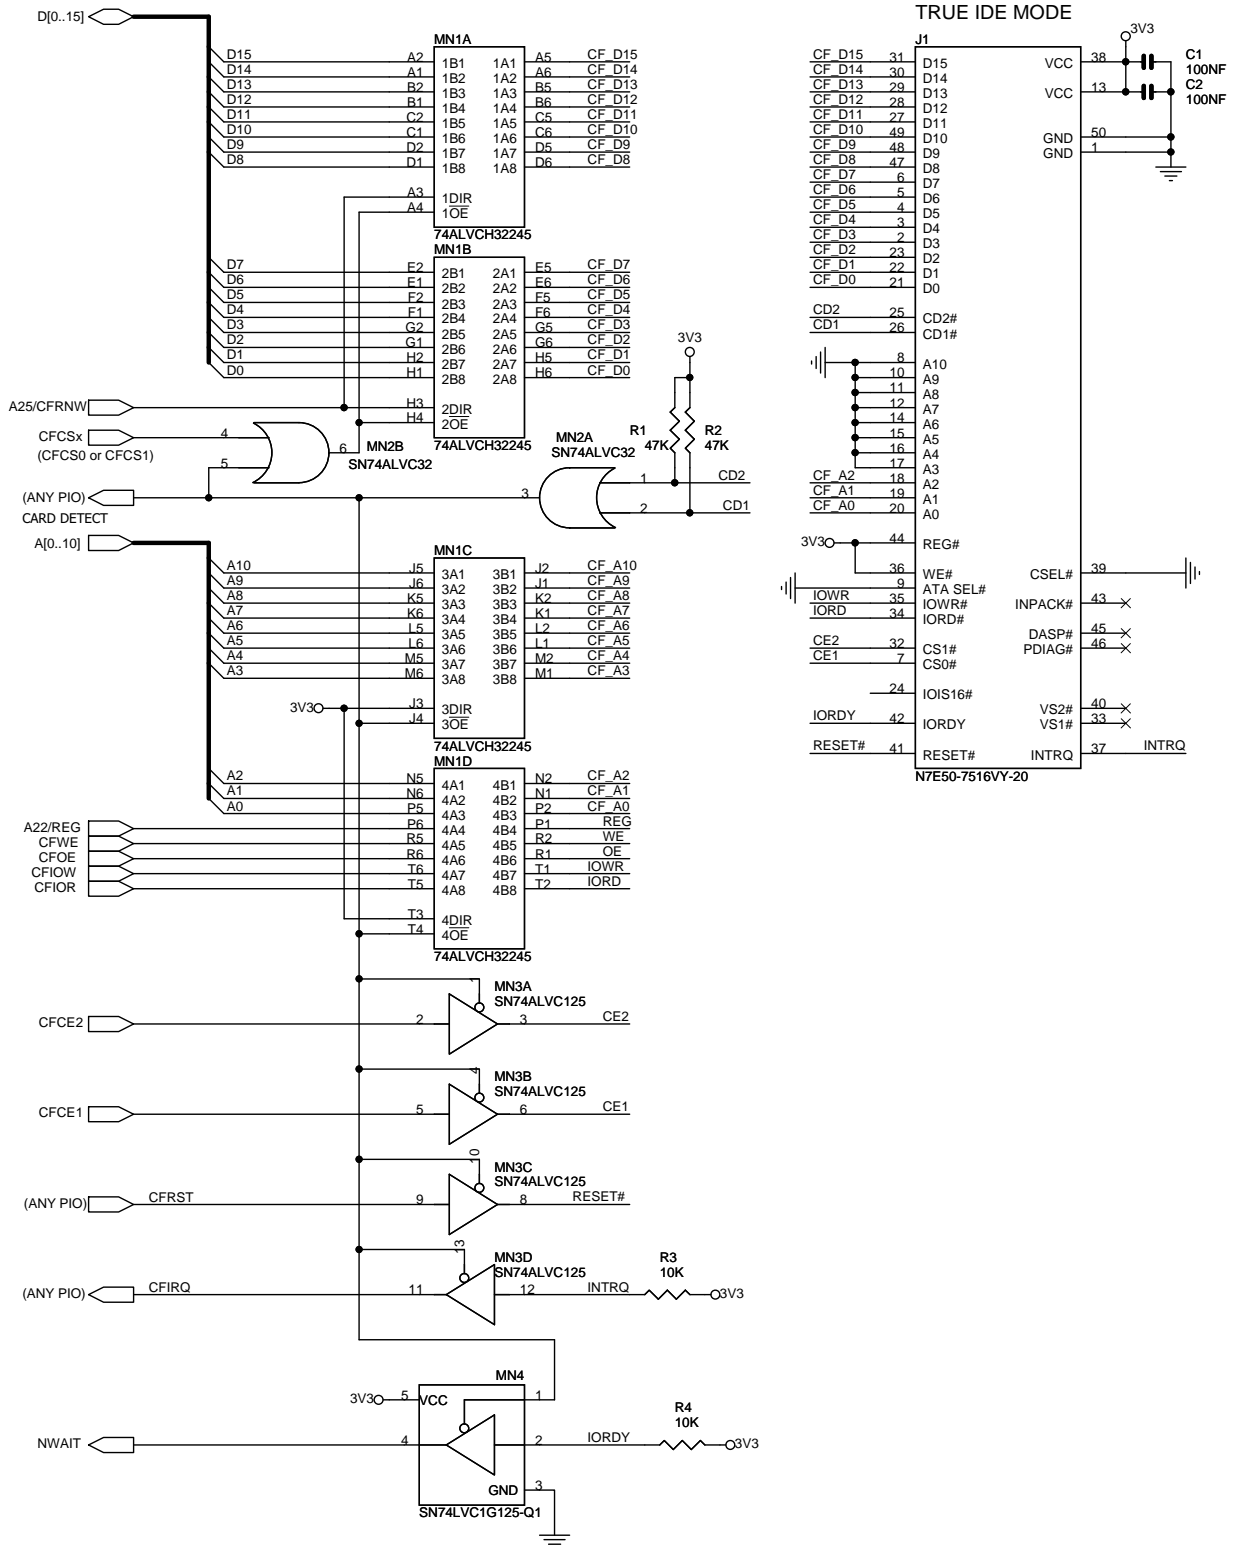 TRUE IDE MODE
D[0..15]
MN1A
D15 A2 1B1 1A1 A5 CF_D15
D14 A1 1B2 1A2 A6 CF_D14
D13 B2 1B3 1A3 B5 CF_D13
D12 B1 1B4 1A4 B6 CF_D12
D11 C2 1B5 1A5 C5 CF_D11
D10 C1 1B6 1A6 C6 CF_D10
D9 D2 1B7 1A7 D5 CF_D9
D8 D1 1B8 1A8 D6 CF_D8
A3 1DIR
A4 1OE
74ALVCH32245
MN1B
D7 E2 2B1 2A1 E5 CF_D7
D6 E1 2B2 2A2 E6 CF_D6
D5 F2 2B3 2A3 F5 CF_D5
D4 F1 2B4 2A4 F6 CF_D4
D3 G2 2B5 2A5 G5 CF_D3
D2 G1 2B6 2A6 G6 CF_D2
D1 H2 2B7 2A7 H5 CF_D1
D0 H1 2B8 2A8 H6 CF_D0
A25/CFRNW H3 2DIR
H4 2OE
74ALVCH32245
CFCSx
(CFCS0 or CFCS1)
4
5
6
MN2B
SN74ALVC32
3V3
R1
47K
R2
47K
MN2A
SN74ALVC32
1 CD2
2 CD1
3
(ANY PIO)
CARD DETECT
A[0..10]
MN1C
A10 J5 3A1 3B1 J2 CF_A10
A9 J6 3A2 3B2 J1 CF_A9
A8 K5 3A3 3B3 K2 CF_A8
A7 K6 3A4 3B4 K1 CF_A7
A6 L5 3A5 3B5 L2 CF_A6
A5 L6 3A6 3B6 L1 CF_A5
A4 M5 3A7 3B7 M2 CF_A4
A3 M6 3A8 3B8 M1 CF_A3
3V3 J3 3DIR
J4 3OE
74ALVCH32245
MN1D
A2 N5 4A1 4B1 N2 CF_A2
A1 N6 4A2 4B2 N1 CF_A1
A0 P5 4A3 4B3 P2 CF_A0
A22/REG P6 4A4 4B4 P1 REG
CFWE R5 4A5 4B5 R2 WE
CFOE R6 4A6 4B6 R1 OE
CFIOW T6 4A7 4B7 T1 IOWR
CFIOR T5 4A8 4B8 T2 IORD
T3 4DIR
T4 4OE
74ALVCH32245
1
MN3A
SN74ALVC125
CFCE2 2 3 CE2
4
MN3B
SN74ALVC125
CFCE1 5 6 CE1
10
MN3C
SN74ALVC125
(ANY PIO) CFRST 9 8 RESET#
13
MN3D
SN74ALVC125
R3
10K
(ANY PIO) CFIRQ 11 12 INTRQ 3V3
MN4
3V3 5 VCC 1
R4
10K
NWAIT 4 2 IORDY 3V3
GND 3
SN74LVC1G125-Q1
J1
3V3
CF_D15 31 D15
CF_D14 30 D14
CF_D13 29 D13
CF_D12 28 D12
CF_D11 27 D11
CF_D10 49 D10
CF_D9 48 D9
CF_D8 47 D8
CF_D7 6 D7
CF_D6 5 D6
CF_D5 4 D5
CF_D4 3 D4
CF_D3 2 D3
CF_D2 23 D2
CF_D1 22 D1
CF_D0 21 D0
CD2 25 CD2#
CD1 26 CD1#
8 A10
10 A9
11 A8
12 A7
14 A6
15 A5
16 A4
17 A3
CF_A2 18 A2
CF_A1 19 A1
CF_A0 20 A0
3V3 44 REG#
36 WE#
9 ATA SEL#
IOWR 35 IOWR#
IORD 34 IORD#
CE2 32 CS1#
CE1 7 CS0#
24 IOIS16#
IORDY 42 IORDY
RESET# 41 RESET#
VCC 38
VCC 13
C1
100NF
C2
100NF
GND 50
GND 1
CSEL# 39
INPACK# 43
DASP# 45
PDIAG# 46
VS2# 40
VS1# 33
INTRQ 37 INTRQ
N7E50-7516VY-20